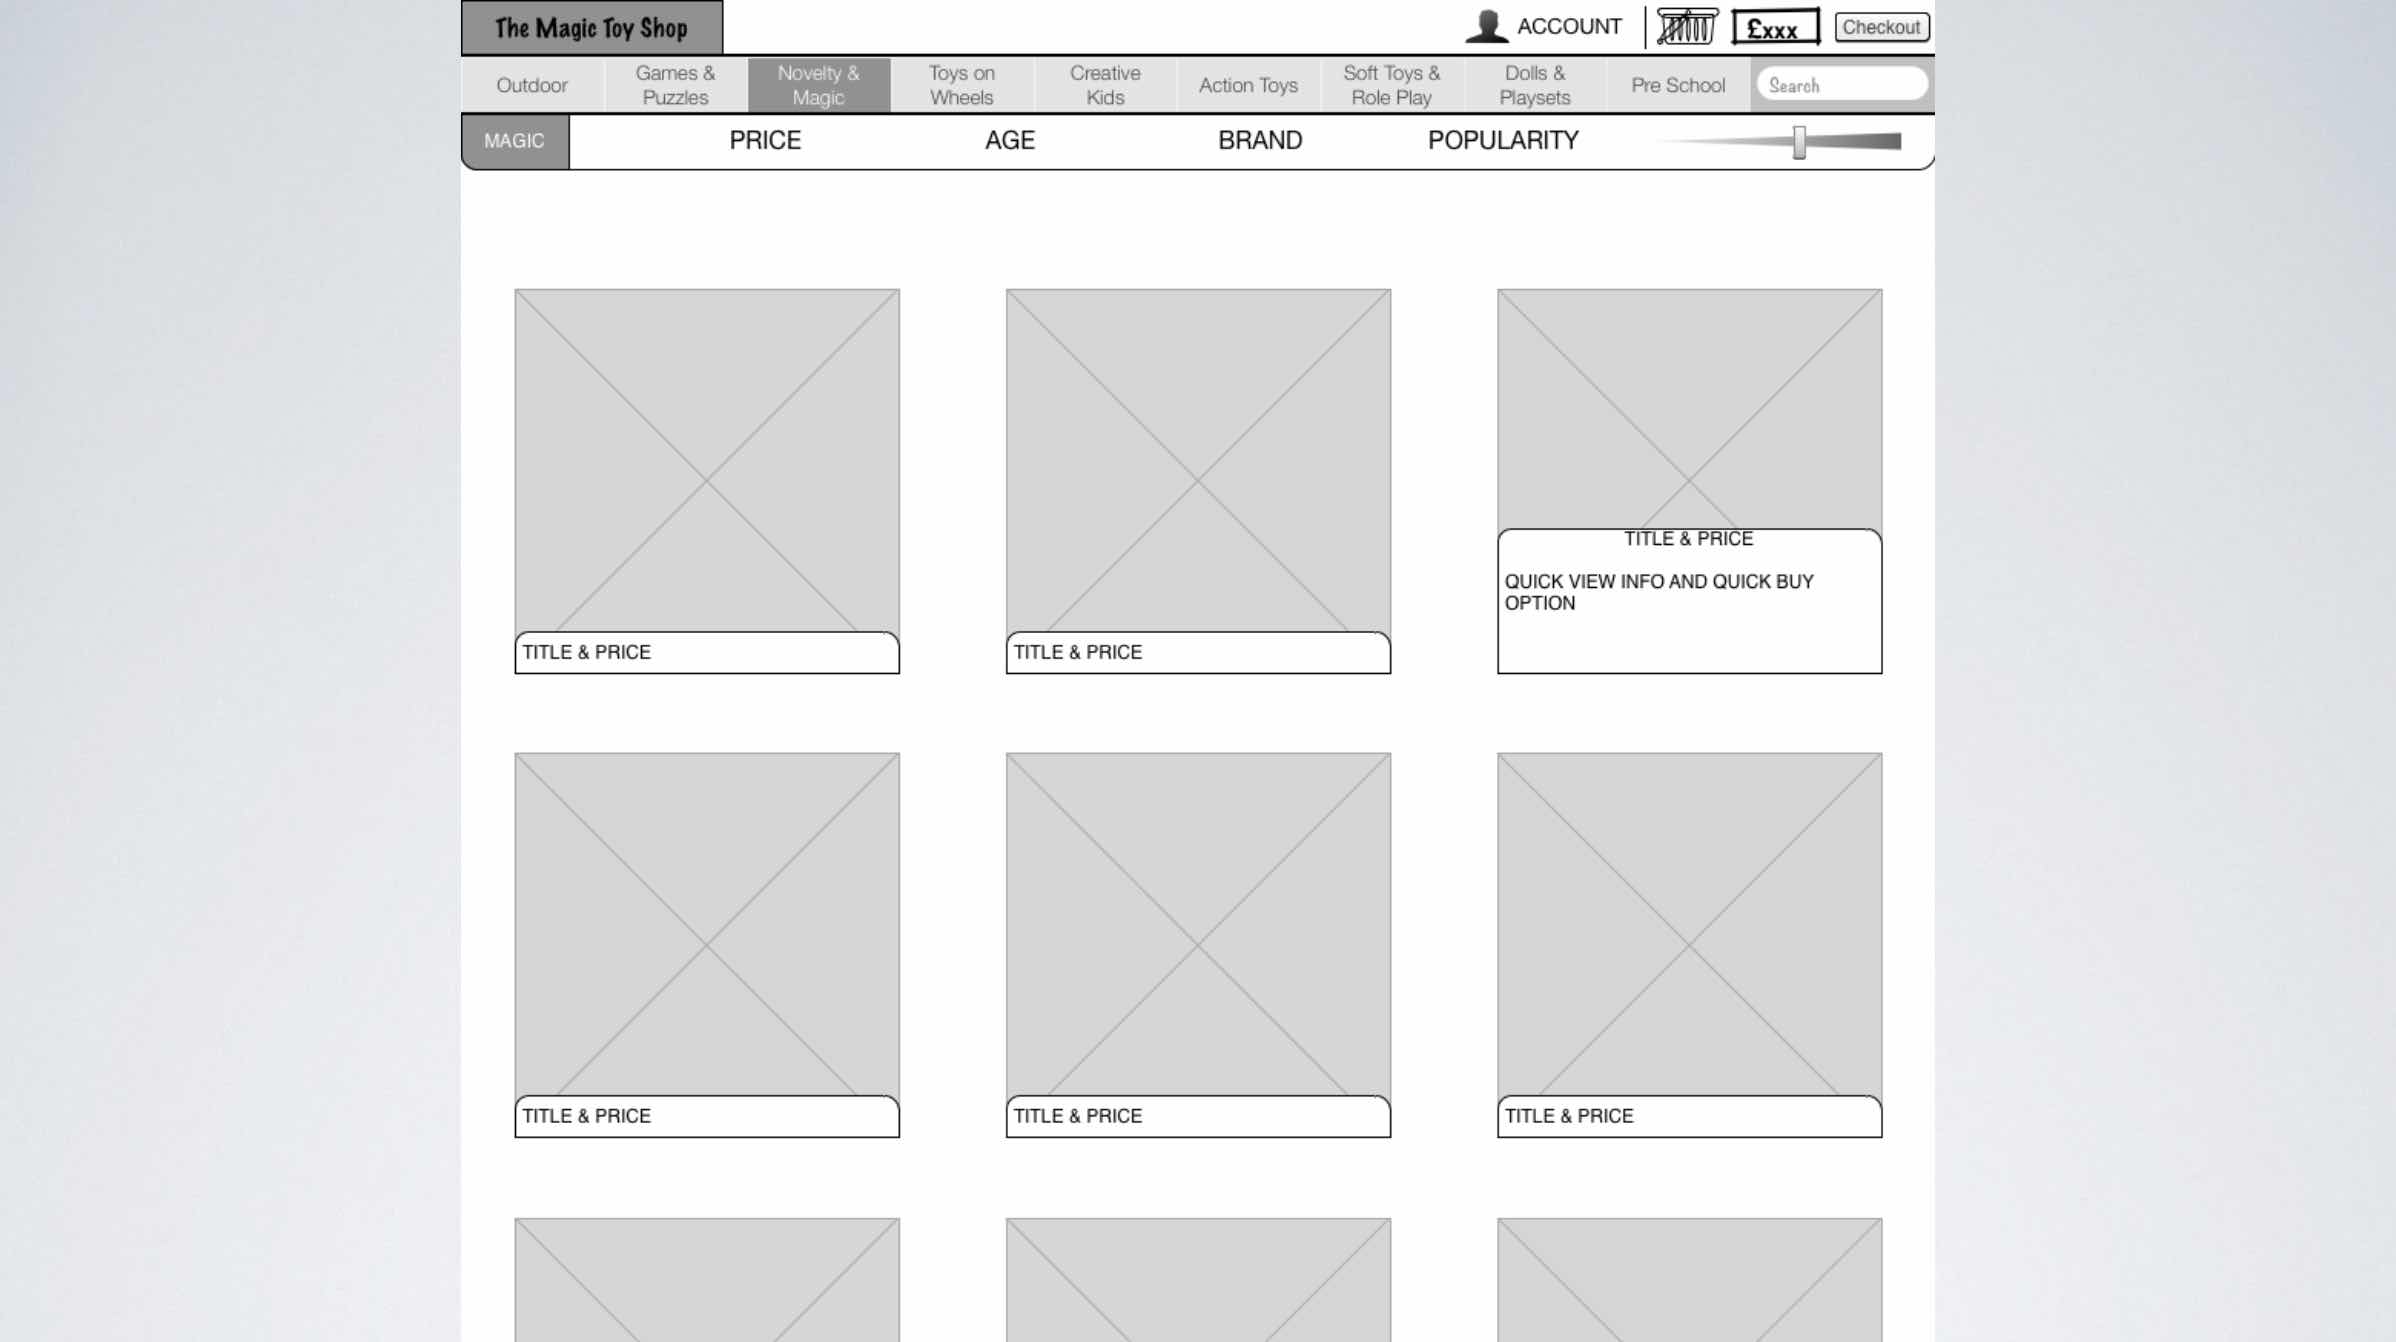 The Magic Toy Shop
ACCOUNT
£xxx
Checkout
Outdoor
Games &
Puzzles
Novelty &
Magic
Toys on
Wheels
Creative
Kids
Action Toys
Soft Toys &
Role Play
Dolls &
Playsets
Pre School
Search
MAGIC
PRICE
AGE
BRAND
POPULARITY
TITLE & PRICE
TITLE & PRICE
TITLE & PRICE
QUICK VIEW INFO AND QUICK BUY
OPTION
TITLE & PRICE
TITLE & PRICE
TITLE & PRICE